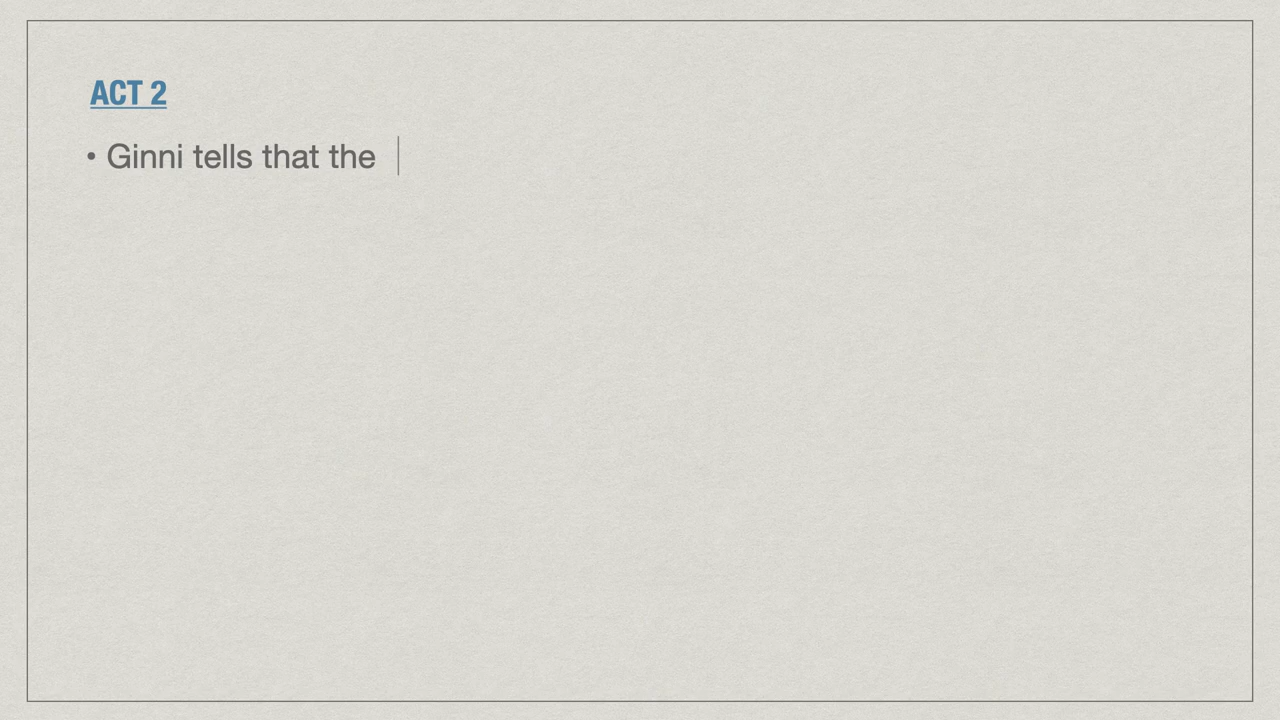 ACT 2
• Ginni tells that the